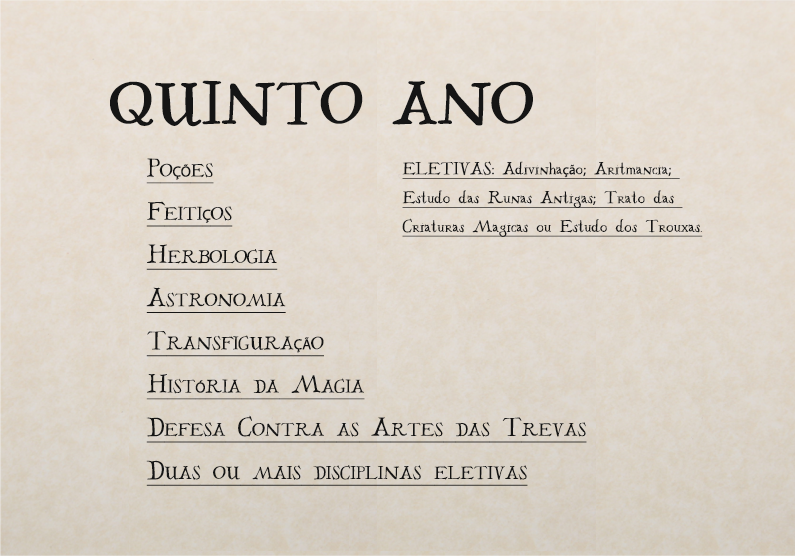 QUINTO ANO
Poções
Feitiços
Herbologia
Astronomia
Transfiguração
História da Magia
Defesa Contra as Artes das Trevas
Duas ou mais disciplinas eletivas
ELETIVAS: Adivinhação; Aritmancia;
Estudo das Runas Antigas; Trato das
Criaturas Magicas ou Estudo dos Trouxas.